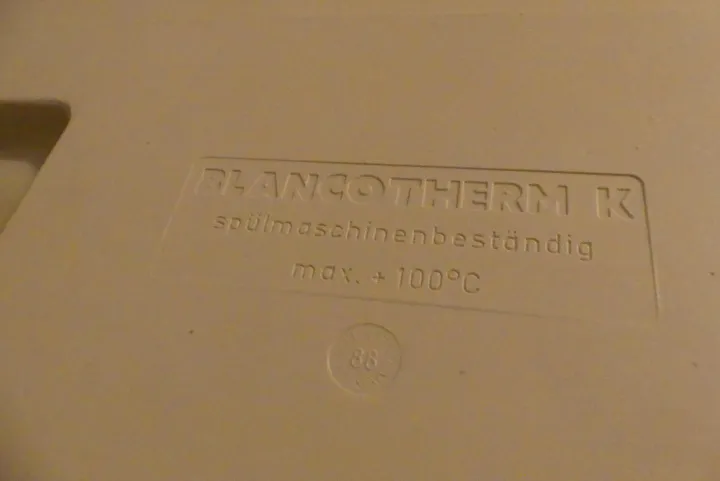 BLANCOTHERM K
spülmaschinenbeständig
max. + 100°C
88